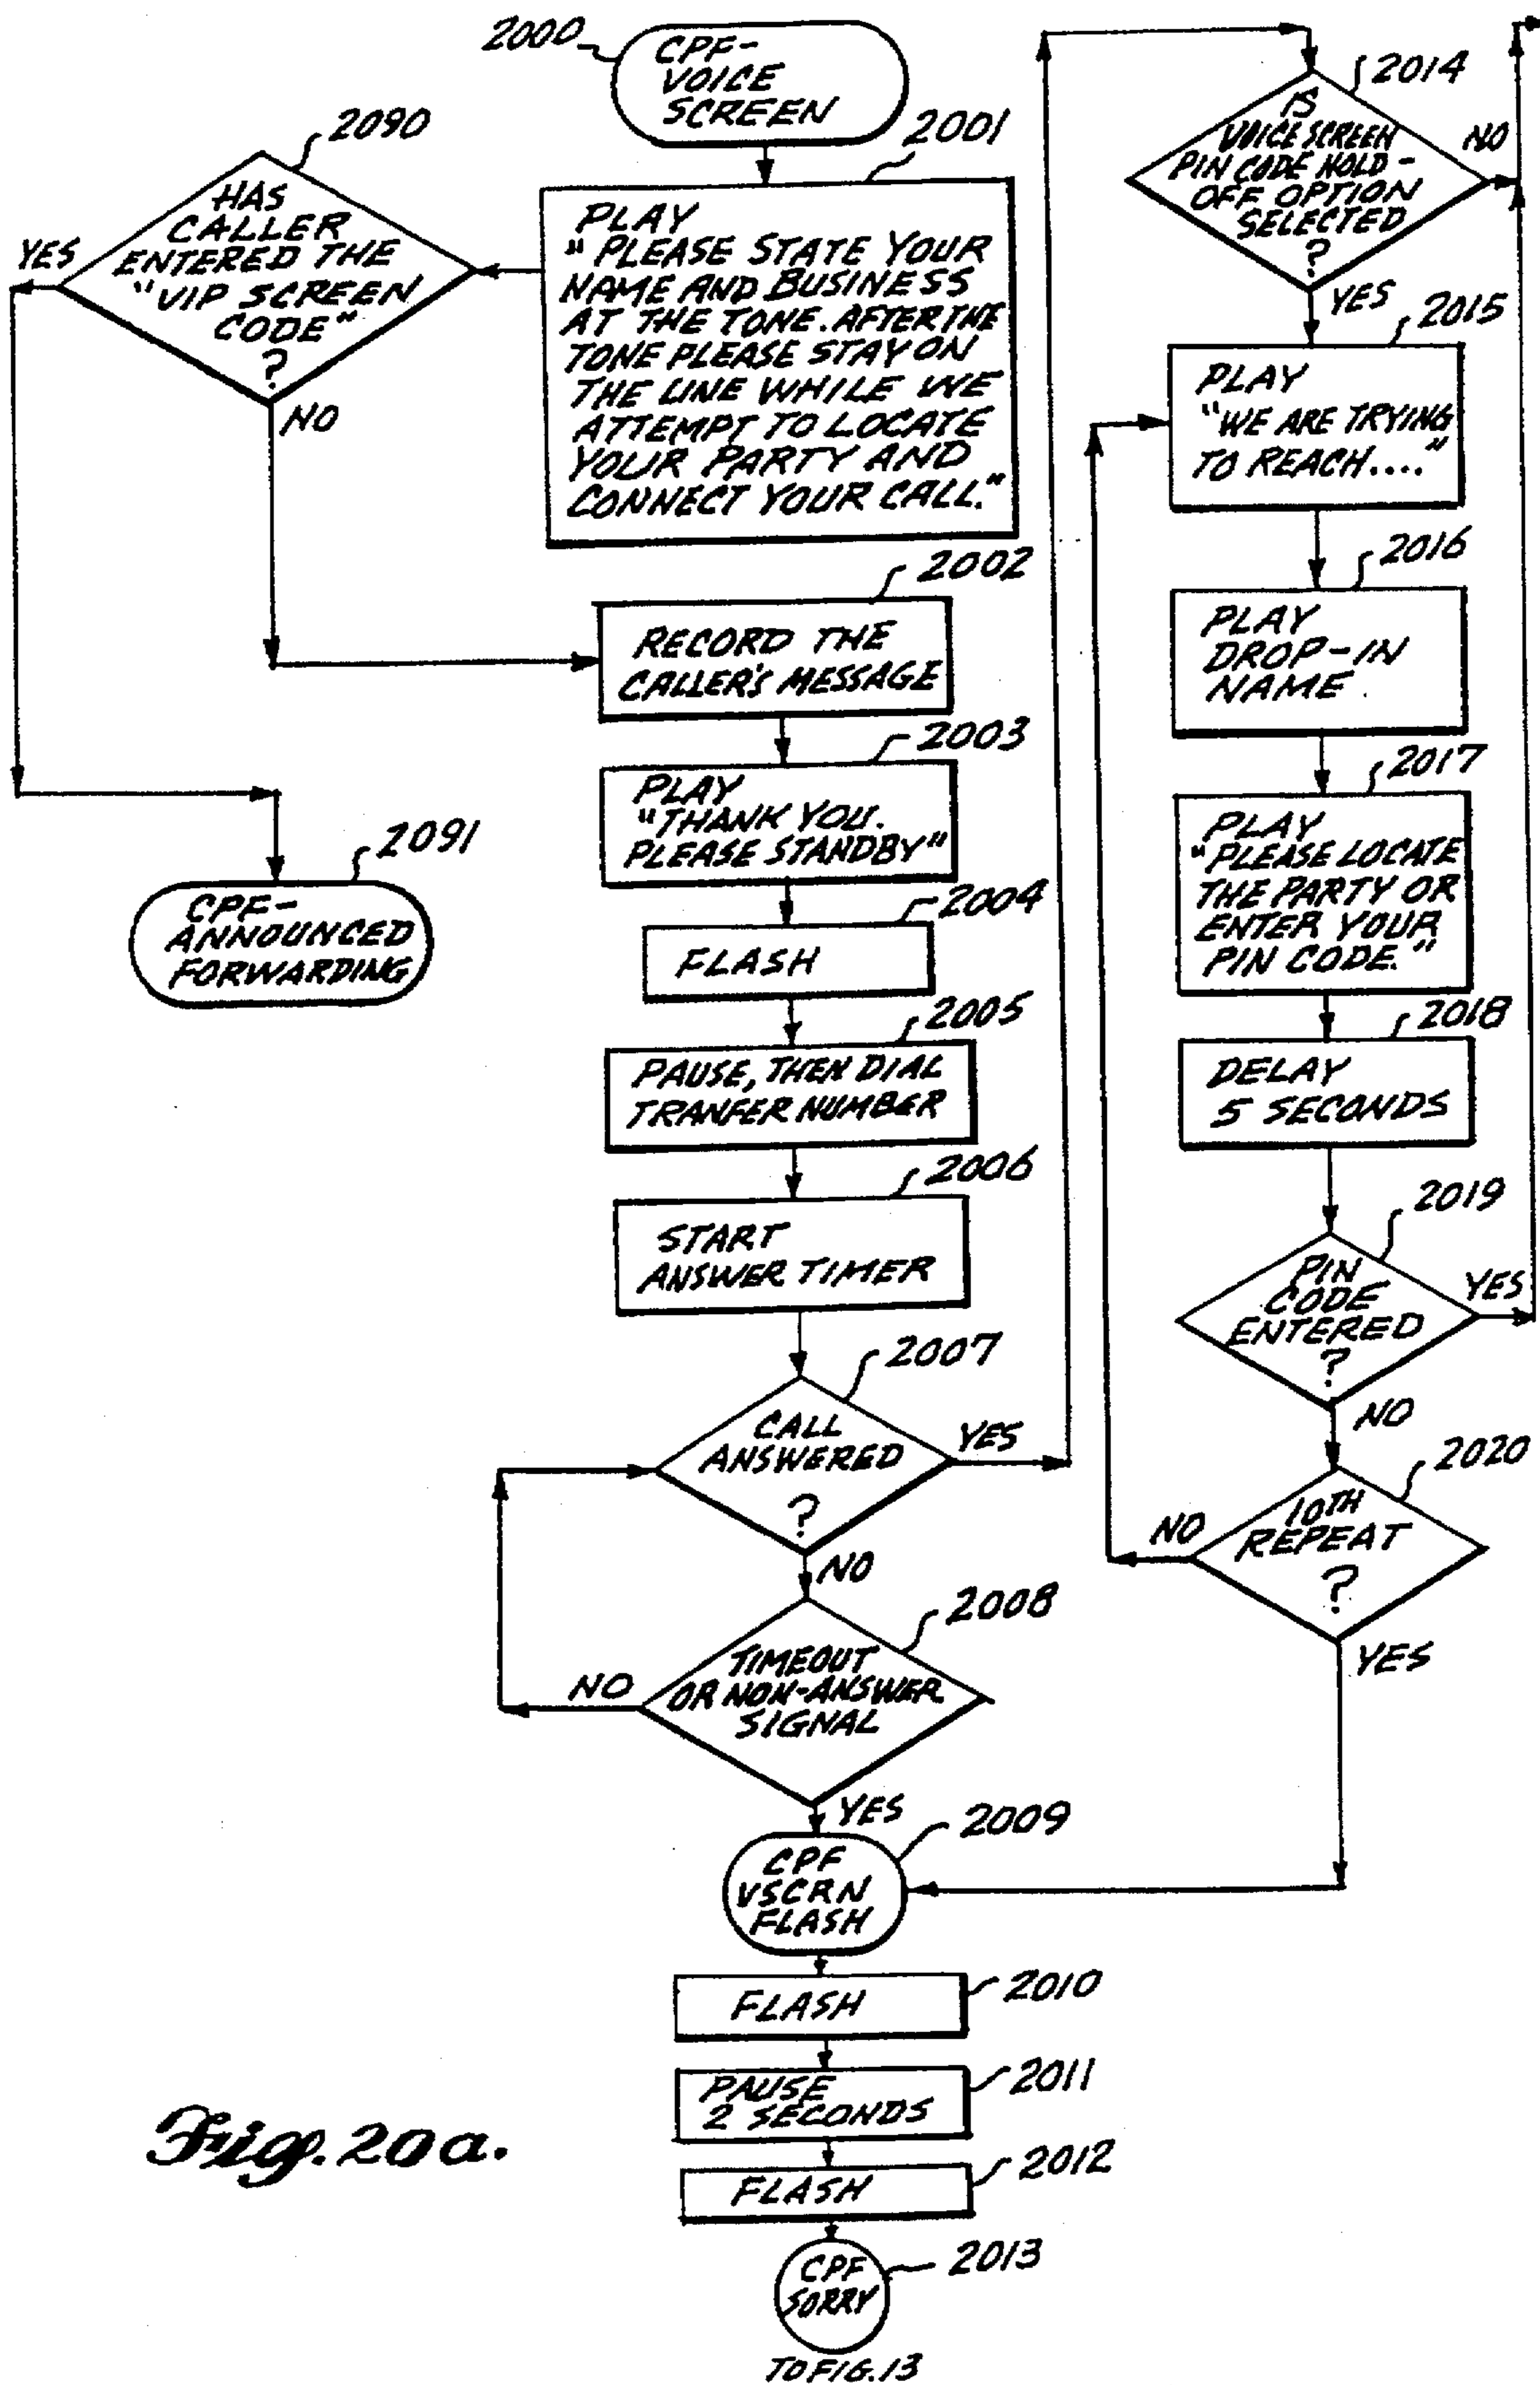 2000
CPF-
VOICE
SCREEN
2090
HAS
CALLER
ENTERED THE
"VIP SCREEN
CODE"
?
YES
NO
2001
PLAY
"PLEASE STATE YOUR
NAME AND BUSINESS
AT THE TONE. AFTER THE
TONE PLEASE STAY ON
THE LINE WHILE WE
ATTEMPT TO LOCATE
YOUR PARTY AND
CONNECT YOUR CALL."
2091
CPF-
ANNOUNCED
FORWARDING
2002
RECORD THE
CALLER'S MESSAGE
2003
PLAY
"THANK YOU.
PLEASE STANDBY"
2004
FLASH
2005
PAUSE, THEN DIAL
TRANFER NUMBER
2006
START
ANSWER TIMER
2007
CALL
ANSWERED
?
YES
NO
2008
TIMEOUT
OR NON-ANSWER
SIGNAL
NO
YES
2009
CPF
VSCRN
FLASH
2010
FLASH
2011
PAUSE
2 SECONDS
2012
FLASH
2013
CPF
SORRY
TO FIG. 13
2014
IS
VOICE SCREEN
PIN CODE HOLD-
OFF OPTION
SELECTED
?
NO
YES
2015
PLAY
"WE ARE TRYING
TO REACH...."
2016
PLAY
DROP-IN
NAME
2017
PLAY
"PLEASE LOCATE
THE PARTY OR
ENTER YOUR
PIN CODE."
2018
DELAY
5 SECONDS
2019
PIN
CODE
ENTERED
?
YES
NO
2020
10TH
REPEAT
?
NO
YES
Fig. 20a.